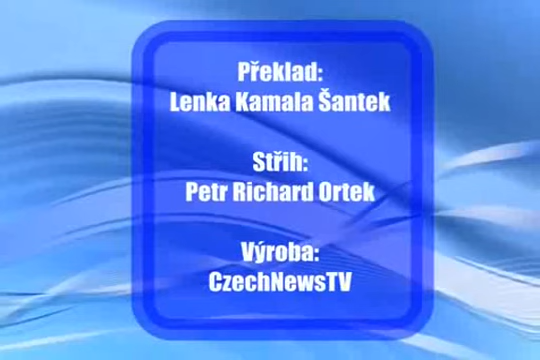 Překlad:
Lenka Kamala Šantek
Střih:
Petr Richard Ortek
Výroba:
CzechNewsTV